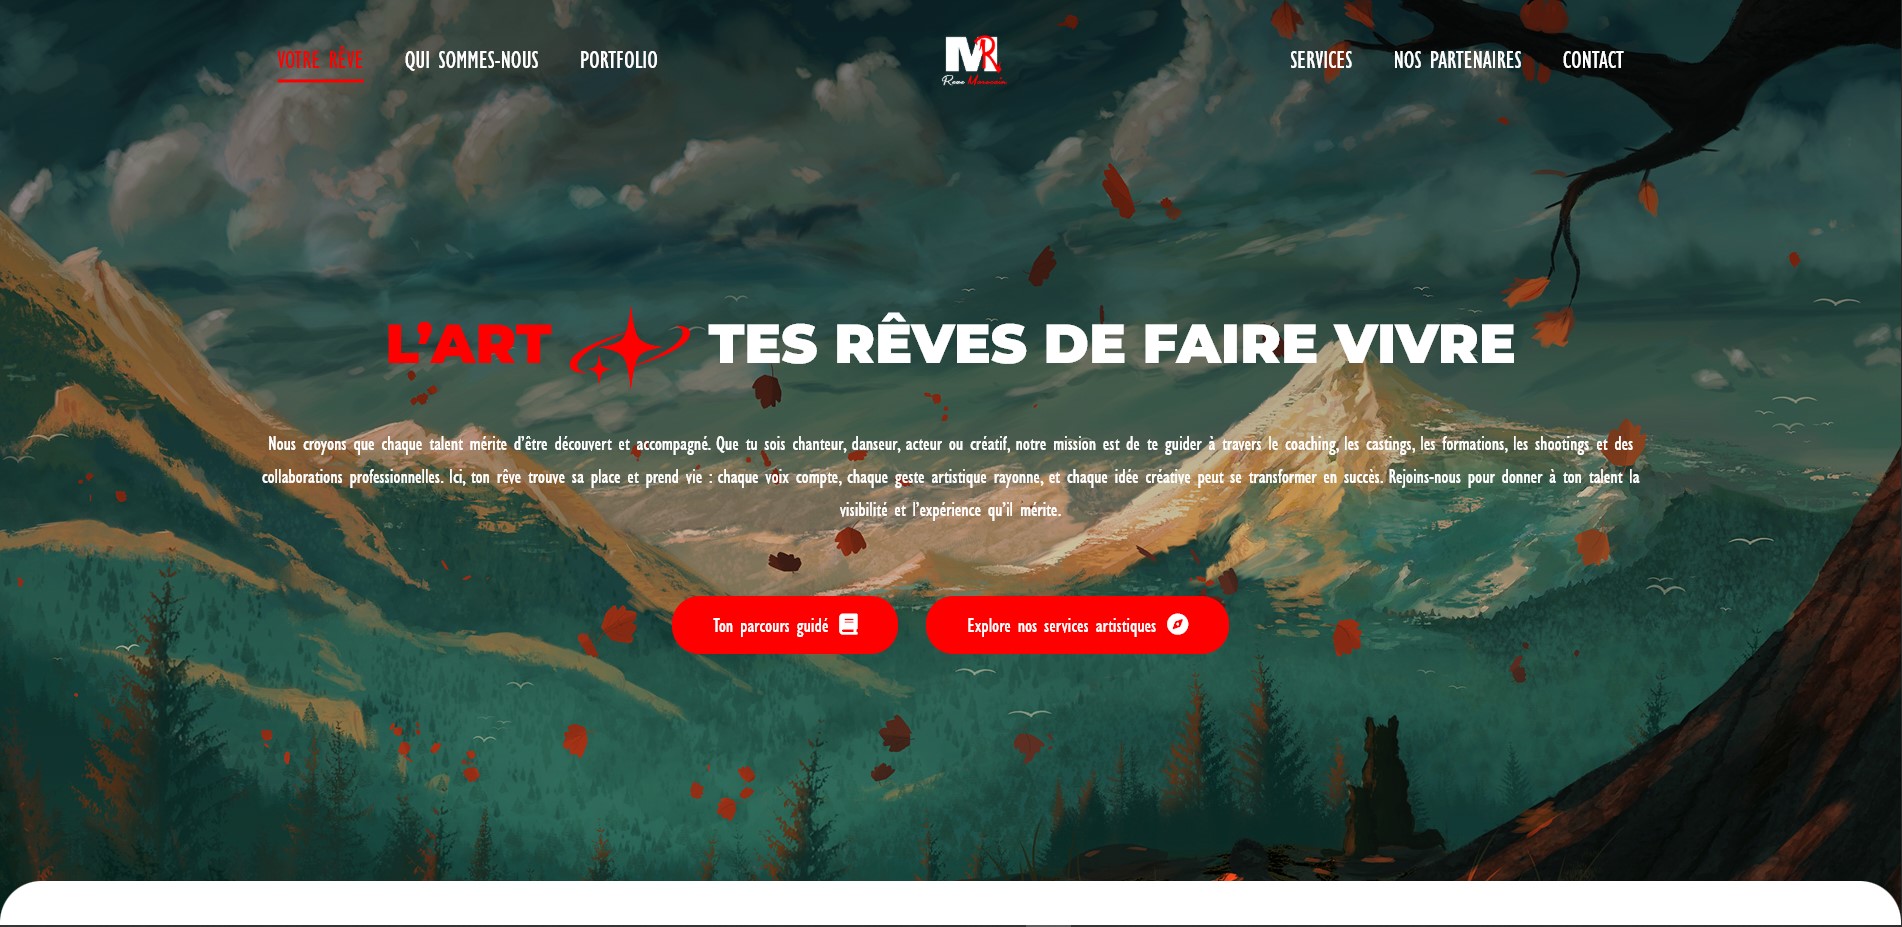 VOTRE RÊVE
QUI SOMMES-NOUS
PORTFOLIO
MR
SERVICES
NOS PARTENAIRES
CONTACT
L'ART TES RÊVES DE FAIRE VIVRE
Nous croyons que chaque talent mérite d'être découvert et accompagné. Que tu sois chanteur, danseur, acteur ou créatif, notre mission est de te guider à travers le coaching, les castings, les formations, les shootings et des
collaborations professionnelles. Ici, ton rêve trouve sa place et prend vie : chaque voix compte, chaque geste artistique rayonne, et chaque idée créative peut se transformer en succès. Rejoins-nous pour donner à ton talent la
visibilité et l'expérience qu'il mérite.
Ton parcours guidé
Explore nos services artistiques